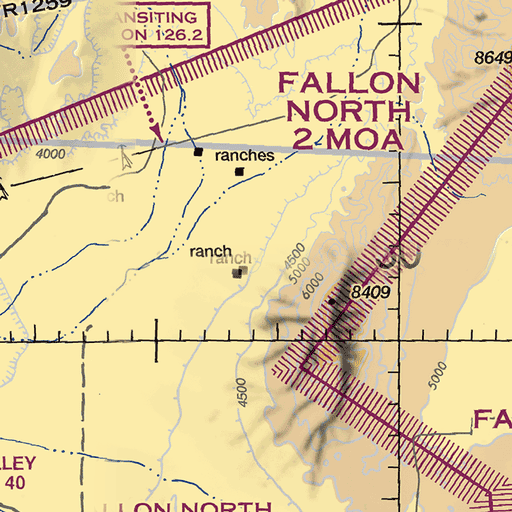 VR1259
ANSITING
ON 126.2
8649
FALLON
NORTH
2 MOA
4000
ranches
ch
ranch
ranch
4500
5000
6000
8409
4500
5000
FA
LLEY
40
LLON NORTH